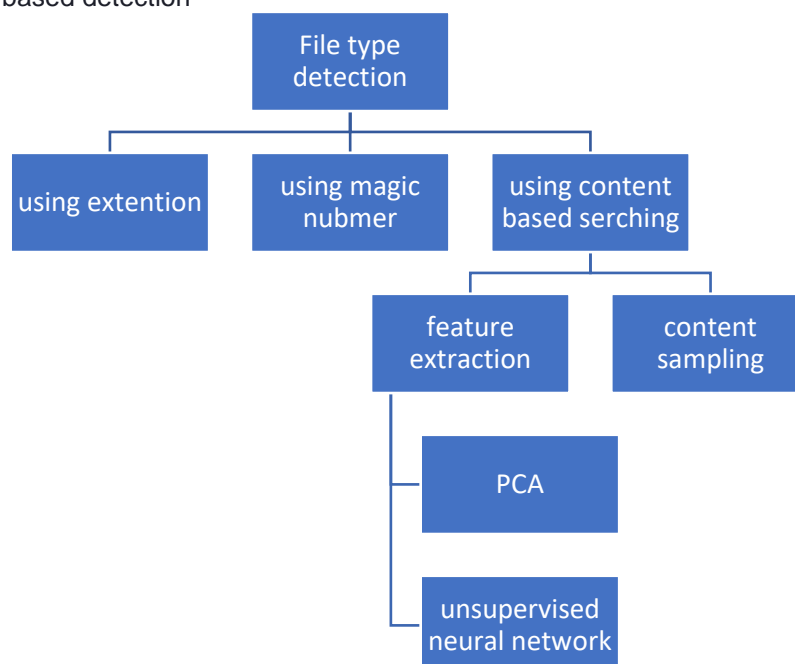 based detection
File type
detection
using extention
using magic
nubmer
using content
based serching
feature
extraction
content
sampling
PCA
unsupervised
neural network